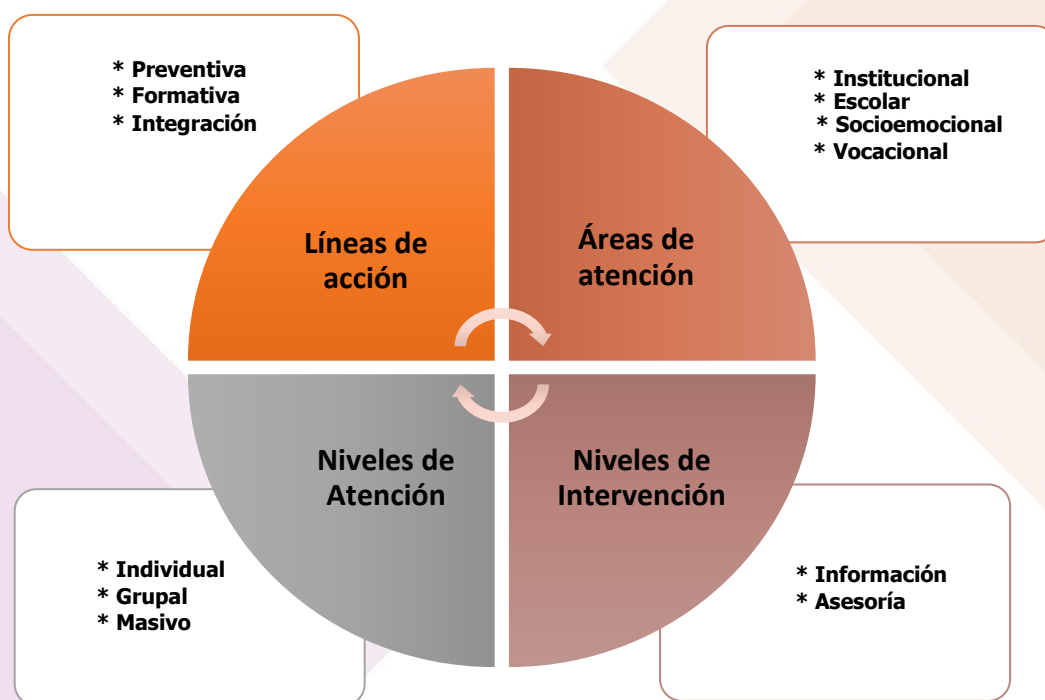 * Preventiva
* Formativa
* Integración
* Institucional
* Escolar
* Socioemocional
* Vocacional
Líneas de
acción
Áreas de
atención
Niveles de
Atención
Niveles de
Intervención
* Individual
* Grupal
* Masivo
* Información
* Asesoría